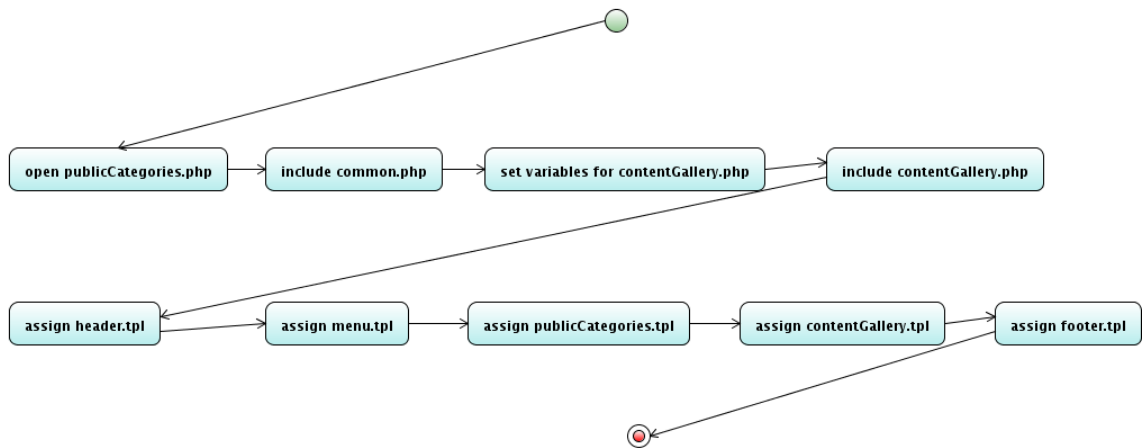 open publicCategories.php
include common.php
set variables for contentGallery.php
include contentGallery.php
assign header.tpl
assign menu.tpl
assign publicCategories.tpl
assign contentGallery.tpl
assign footer.tpl